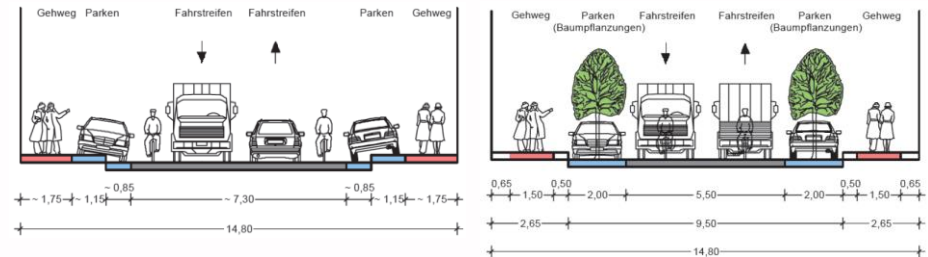 Gehweg Parken Fahrstreifen Fahrstreifen Parken Gehweg
~ 0,85 ~ 0,85
~ 1,75 ~ 1,15 ~ 7,30 ~ 1,15 ~ 1,75
14,80
Gehweg Parken Fahrstreifen Fahrstreifen Parken Gehweg
(Baumpflanzungen) (Baumpflanzungen)
0,65 0,50 0,50 0,65
1,50 2,00 5,50 2,00 1,50
2,65 9,50 2,65
14,80